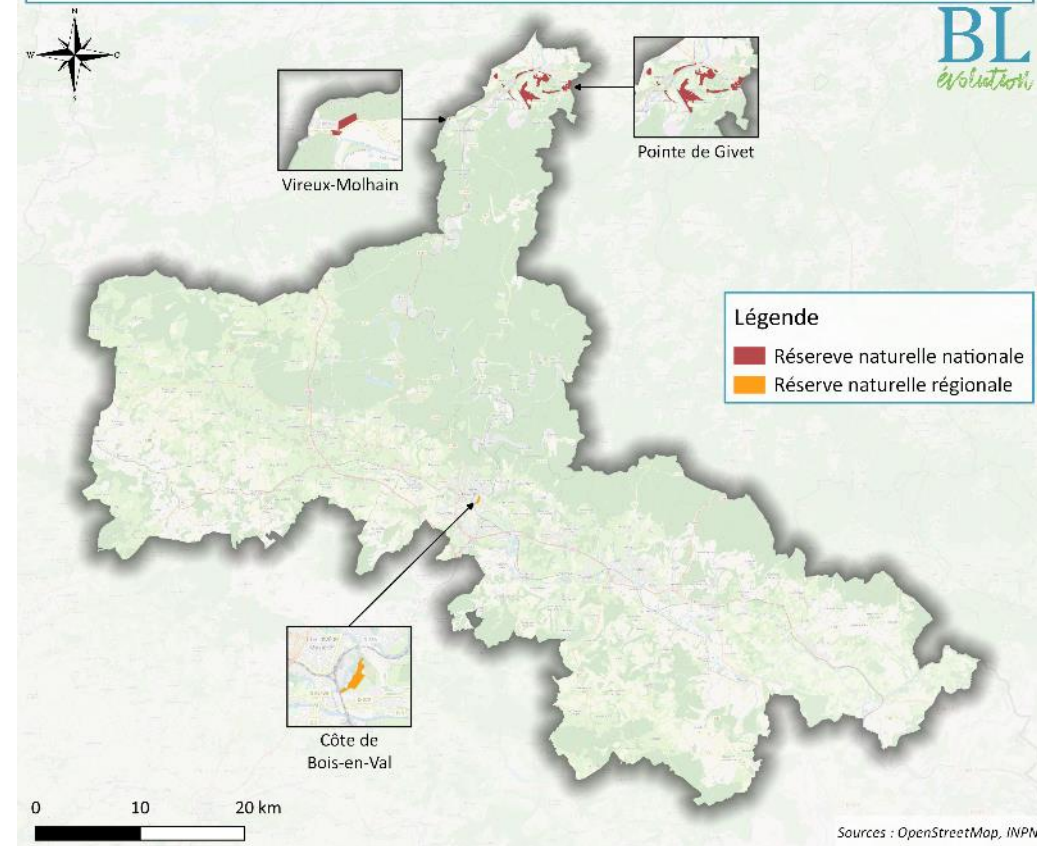 N
W
O
S
BL
évolution
Vireux-Molhain
Pointe de Givet
Légende
Réséreve naturelle nationale
Réserve naturelle régionale
Côte de
Bois-en-Val
0 10 20 km
Sources : OpenStreetMap, INPN